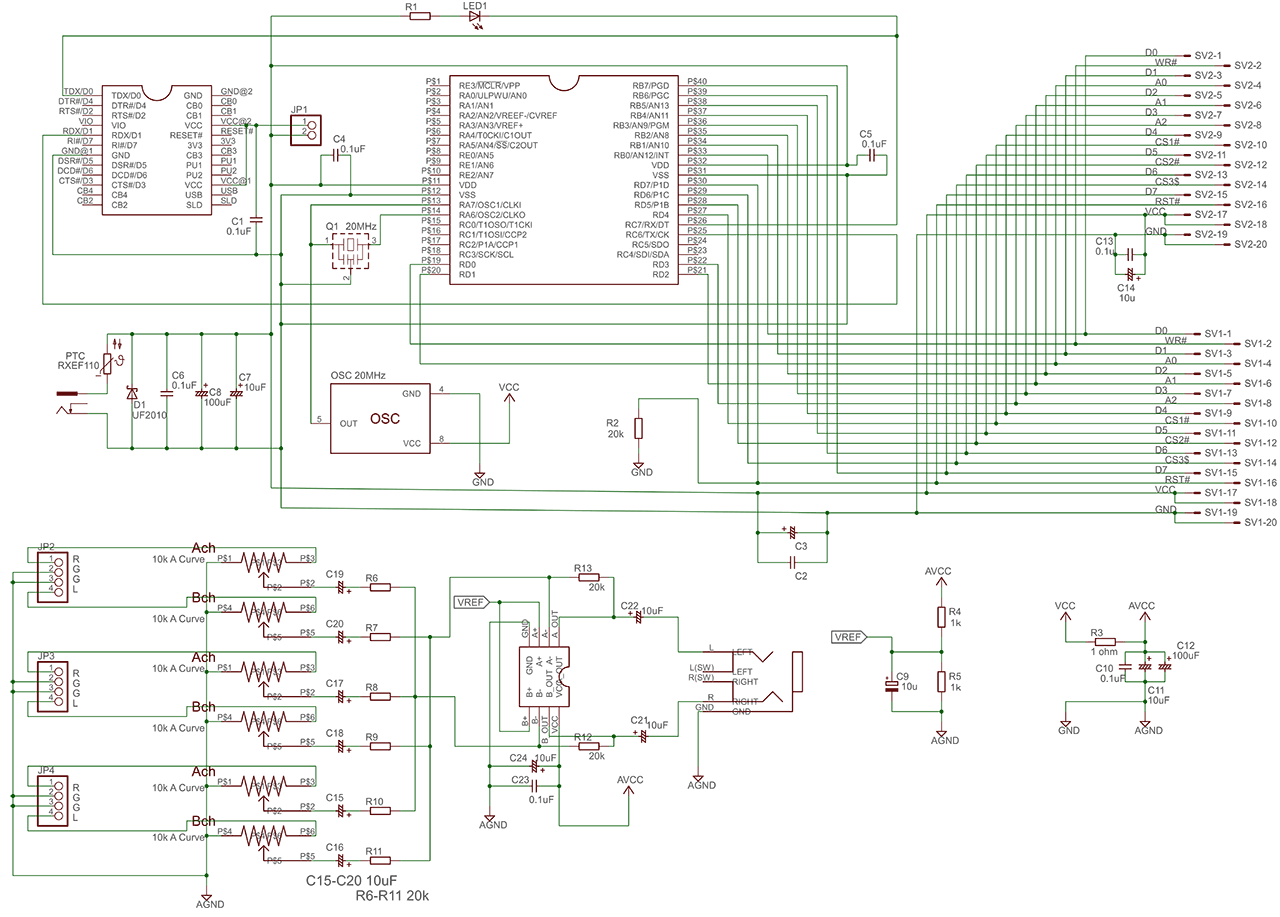 R1
LED1
TDX/D0
DTR#/D4
RTS#/D2
VIO
RDX/D1
RI#/D7
GND@1
DSR#/D5
DCD#/D6
CTS#/D3
CB4
CB2
TDX/D0 GND
DTR#/D4 CB0
RTS#/D2 CB1
VIO VCC
RDX/D1 RESET#
RI#/D7 3V3
GND CB3
DSR#/D5 PU1
DCD#/D6 PU2
CTS#/D3 VCC
CB4 USB
CB2 SLD
GND@2
CB0
CB1
VCC@2
RESET#
3V3
CB3
PU1
PU2
VCC@1
USB
SLD
JP1
1
2
C4
0.1uF
C1
0.1uF
Q1 20MHz
1
3
2
P$1 RE3/MCLR/VPP
P$2 RA0/ULPWU/AN0
P$3 RA1/AN1
P$4 RA2/AN2/VREEF-/CVREF
P$5 RA3/AN3/VREF+
P$6 RA4/T0CKI/C1OUT
P$7 RA5/AN4/SS/C2OUT
P$8 RE0/AN5
P$9 RE1/AN6
P$10 RE2/AN7
P$11 VDD
P$12 VSS
P$13 RA7/OSC1/CLKI
P$14 RA6/OSC2/CLKO
P$15 RC0/T1OSO/T1CKI
P$16 RC1/T1OSI/CCP2
P$17 RC2/P1A/CCP1
P$18 RC3/SCK/SCL
P$19 RD0
P$20 RD1
RB7/PGD P$40
RB6/PGC P$39
RB5/AN13 P$38
RB4/AN11 P$37
RB3/AN9/PGM P$36
RB2/AN8 P$35
RB1/AN10 P$34
RB0/AN12/INT P$33
VDD P$32
VSS P$31
RD7/P1D P$30
RD6/P1C P$29
RD5/P1B P$28
RD4 P$27
RC7/RX/DT P$26
RC6/TX/CK P$25
RC5/SDO P$24
RC4/SDI/SDA P$23
RD3 P$22
RD2 P$21
C5
0.1uF
D0 SV2-1
WR# SV2-2
D1 SV2-3
A0 SV2-4
D2 SV2-5
A1 SV2-6
D3 SV2-7
A2 SV2-8
D4 SV2-9
CS1# SV2-10
D5 SV2-11
CS2# SV2-12
D6 SV2-13
CS3$ SV2-14
D7 SV2-15
RST# SV2-16
VCC SV2-17
SV2-18
GND SV2-19
SV2-20
C13
0.1u
C14
10u
D0 SV1-1
WR# SV1-2
D1 SV1-3
A0 SV1-4
D2 SV1-5
A1 SV1-6
D3 SV1-7
A2 SV1-8
D4 SV1-9
CS1# SV1-10
D5 SV1-11
CS2# SV1-12
D6 SV1-13
CS3$ SV1-14
D7 SV1-15
RST# SV1-16
VCC SV1-17
SV1-18
GND SV1-19
SV1-20
PTC
RXEF110
D1
UF2010
C6
0.1uF
C8
100uF
C7
10uF
OSC 20MHz
GND 4
5 OUT
OSC
VCC 8
VCC
GND
R2
20k
GND
C3
C2
JP2
1 R
2 G
3 G
4 L
Ach
10k A Curve
P$1
P$3
P$2
Bch
10k A Curve
P$4
P$6
P$5
JP3
1 R
2 G
3 G
4 L
Ach
10k A Curve
P$1
P$3
P$2
Bch
10k A Curve
P$4
P$6
P$5
JP4
1 R
2 G
3 G
4 L
Ach
10k A Curve
P$1
P$3
P$2
Bch
10k A Curve
P$4
P$6
P$5
C19
R6
C20
R7
C17
R8
C18
R9
C15
R10
C16
R11
C15-C20 10uF
R6-R11 20k
AGND
VREF
GND
A+
A-
A_OUT
GND
A+
A-
A_OUT
B+
B-
B_OUT
VCC
B+
B-
B_OUT
VCC
R13
20k
R12
20k
C22
10uF
C21
10uF
C24 10uF
C23
0.1uF
AGND
AVCC
L LEFT
L(SW) LEFT
R(SW) RIGHT
R RIGHT
GND GND
AGND
VREF
AVCC
R4
1k
R5
1k
C9
10u
AGND
VCC
AVCC
R3
1 ohm
C10
0.1uF
C12
100uF
C11
10uF
GND
AGND